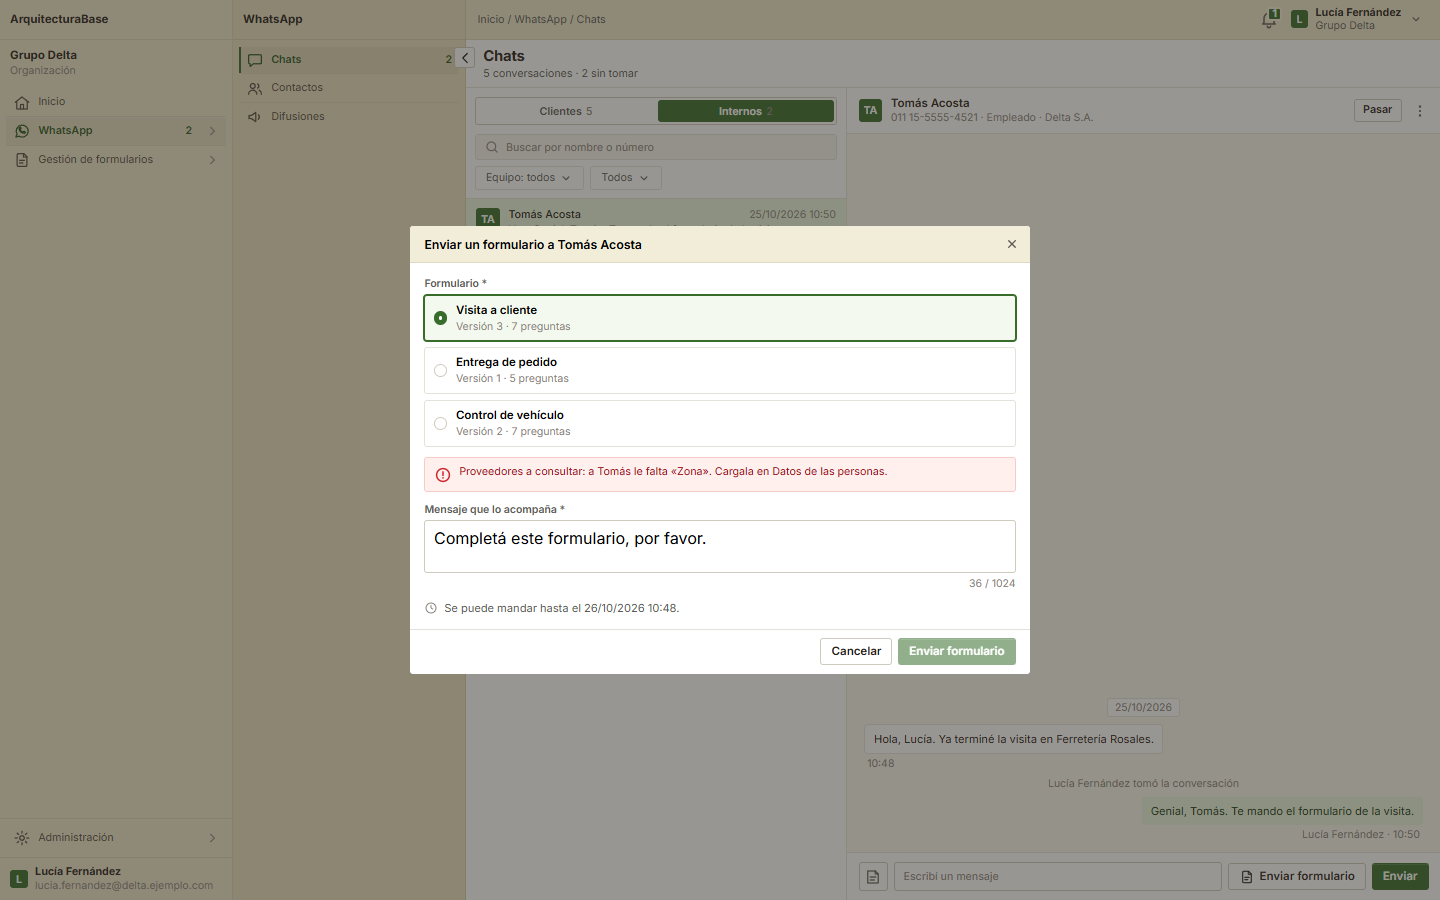 ArquitecturaBase
WhatsApp
Inicio / WhatsApp / Chats
1
L
Lucía Fernández
Grupo Delta
Grupo Delta
Organización
Inicio
WhatsApp 2
Gestión de formularios
Chats 2
Contactos
Difusiones
Chats
5 conversaciones · 2 sin tomar
Clientes 5
Internos 2
Buscar por nombre o número
Equipo: todos
Todos
TA
Tomás Acosta
25/10/2026 10:50
TA
Tomás Acosta
011 15-5555-4521 · Empleado · Delta S.A.
Pasar
Enviar un formulario a Tomás Acosta
Formulario *
Visita a cliente
Versión 3 · 7 preguntas
Entrega de pedido
Versión 1 · 5 preguntas
Control de vehículo
Versión 2 · 7 preguntas
Proveedores a consultar: a Tomás le falta «Zona». Cargala en Datos de las personas.
Mensaje que lo acompaña *
Completá este formulario, por favor.
36 / 1024
Se puede mandar hasta el 26/10/2026 10:48.
Cancelar
Enviar formulario
25/10/2026
Hola, Lucía. Ya terminé la visita en Ferretería Rosales.
10:48
Lucía Fernández tomó la conversación
Genial, Tomás. Te mando el formulario de la visita.
Lucía Fernández · 10:50
Escribí un mensaje
Enviar formulario
Enviar
Administración
L
Lucía Fernández
lucia.fernandez@delta.ejemplo.com